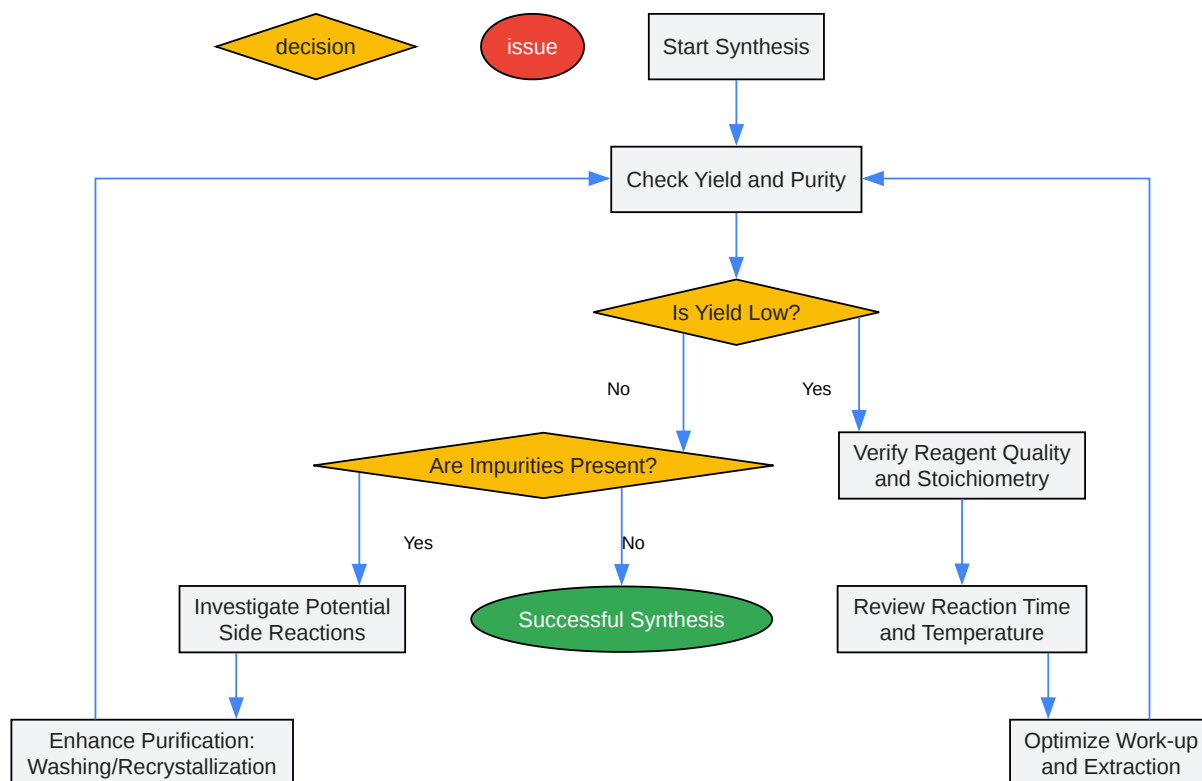 decision
issue
Start Synthesis
Check Yield and Purity
Is Yield Low?
No
Yes
Are Impurities Present?
Verify Reagent Quality
and Stoichiometry
Yes
No
Investigate Potential
Side Reactions
Successful Synthesis
Review Reaction Time
and Temperature
Enhance Purification:
Washing/Recrystallization
Optimize Work-up
and Extraction